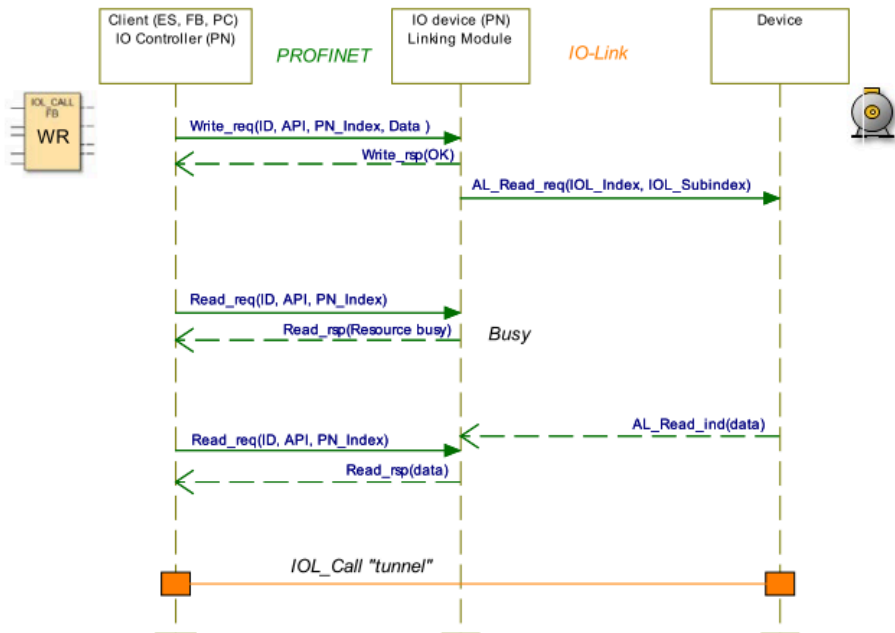 Client (ES, FB, PC)
IO Controller (PN)
PROFINET
IO device (PN)
Linking Module
IO-Link
Device
IOL_CALL
FB
WR
Write_req(ID, API, PN_Index, Data )
Write_rsp(OK)
AL_Read_req(IOL_Index, IOL_Subindex)
Read_req(ID, API, PN_Index)
Read_rsp(Resource busy)
Busy
AL_Read_ind(data)
Read_req(ID, API, PN_Index)
Read_rsp(data)
IOL_Call "tunnel"